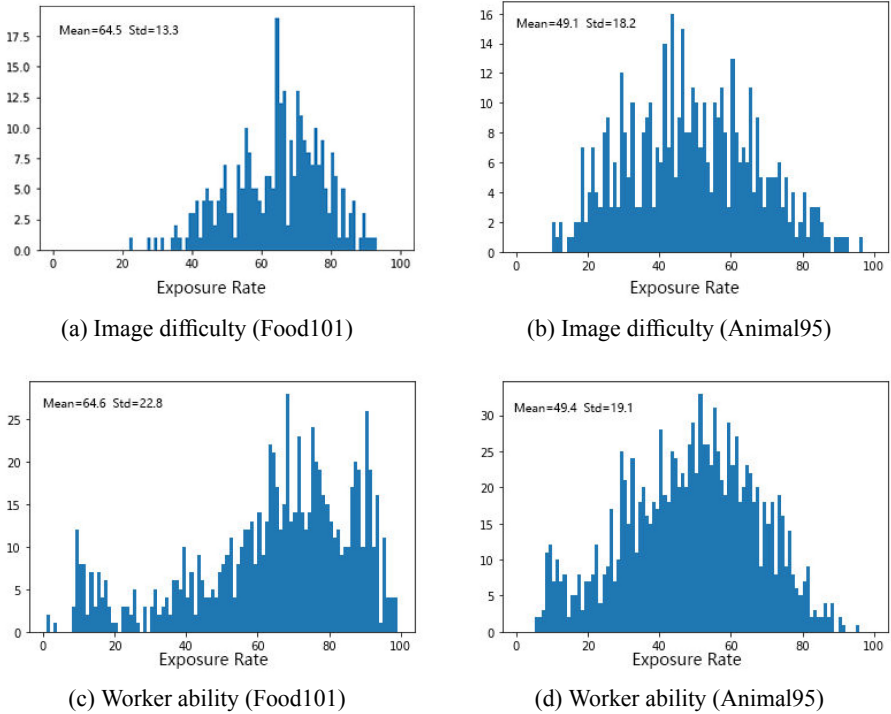 Mean=64.5 Std=13.3
17.5
15.0
12.5
10.0
7.5
5.0
2.5
0.0
0 20 40 60 80 100
Exposure Rate
(a) Image difficulty (Food101)
Mean=49.1 Std=18.2
16
14
12
10
8
6
4
2
0
0 20 40 60 80 100
Exposure Rate
(b) Image difficulty (Animal95)
Mean=64.6 Std=22.8
25
20
15
10
5
0
0 20 40 60 80 100
Exposure Rate
(c) Worker ability (Food101)
Mean=49.4 Std=19.1
30
25
20
15
10
5
0
0 20 40 60 80 100
Exposure Rate
(d) Worker ability (Animal95)